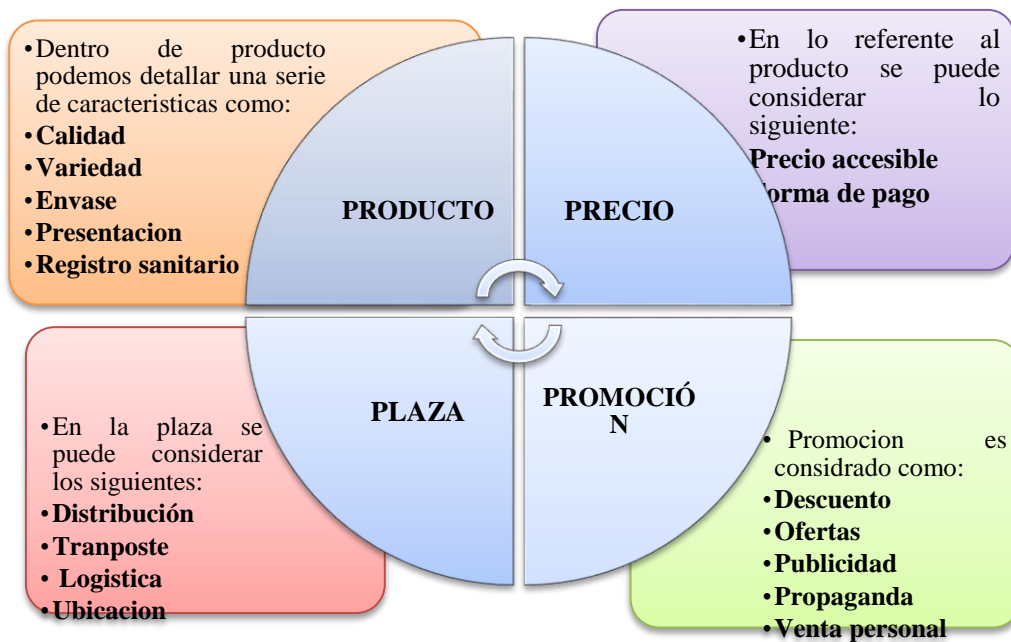 • Dentro de producto
podemos detallar una serie
de caracteristicas como:
• Calidad
• Variedad
• Envase
• Presentacion
• Registro sanitario
PRODUCTO
• En lo referente al
producto se puede
considerar lo
siguiente:
Precio accesible
orma de pago
PRECIO
• En la plaza se
puede considerar
los siguientes:
• Distribución
• Tranposte
• Logistica
• Ubicacion
PLAZA
• Promocion es
considrado como:
• Descuento
• Ofertas
• Publicidad
• Propaganda
• Venta personal
PROMOCIÓ
N